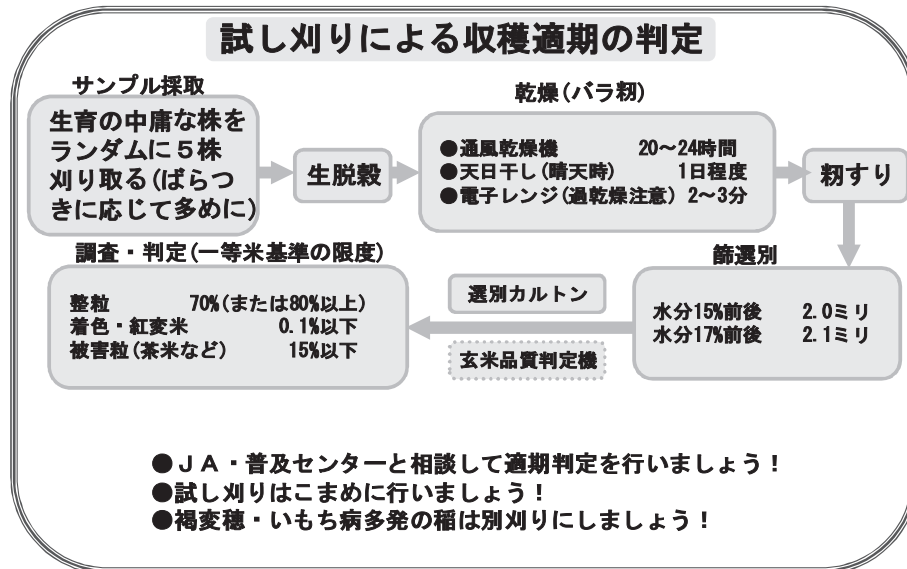 試し刈りによる収穫適期の判定
サンプル採取
生育の中庸な株を
ランダムに5株
刈り取る(ばらつ
きに応じて多めに)
生脱穀
乾燥(バラ籾)
●通風乾燥機 20〜24時間
●天日干し(晴天時) 1日程度
●電子レンジ(過乾燥注意) 2〜3分
籾すり
篩選別
水分15%前後 2.0ミリ
水分17%前後 2.1ミリ
選別カルトン
玄米品質判定機
調査・判定(一等米基準の限度)
整粒 70%(または80%以上)
着色・紅変米 0.1%以下
被害粒(茶米など) 15%以下
●JA・普及センターと相談して適期判定を行いましょう!
●試し刈りはこまめに行いましょう!
●褐変穂・いもち病多発の稲は別刈りにしましょう!